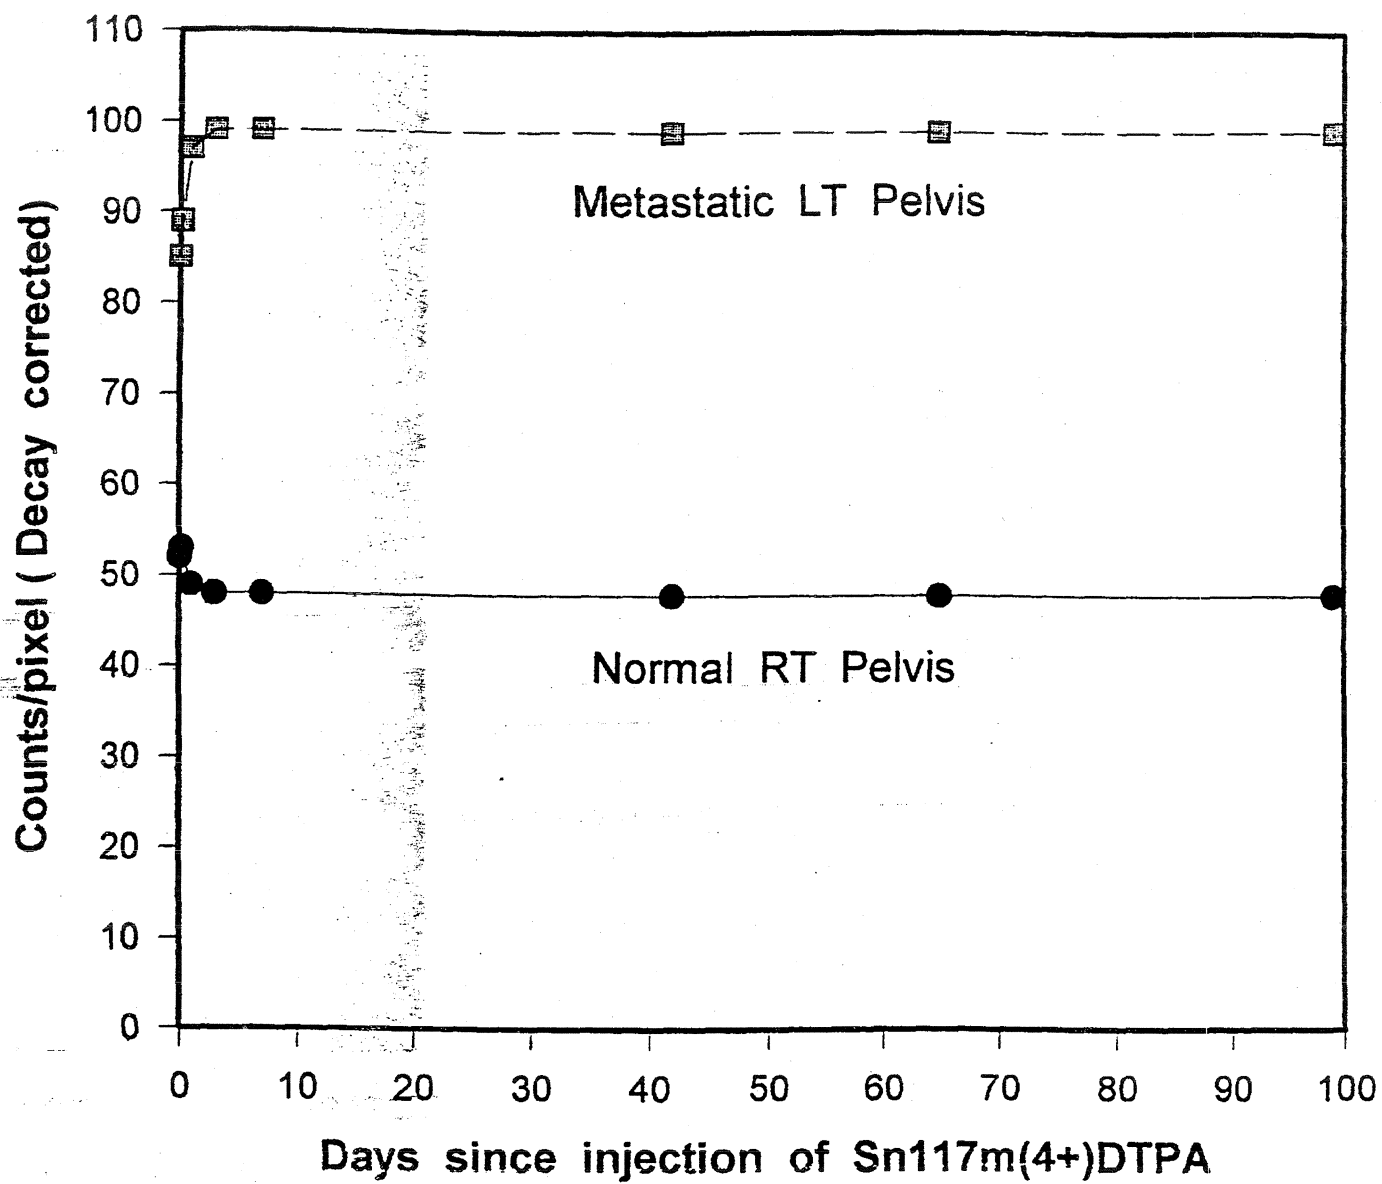 110
100
90
80
70
60
50
40
30
20
10
0
Counts/pixel ( Decay corrected)
Metastatic LT Pelvis
Normal RT Pelvis
0 10 20 30 40 50 60 70 80 90 100
Days since injection of Sn117m(4+)DTPA